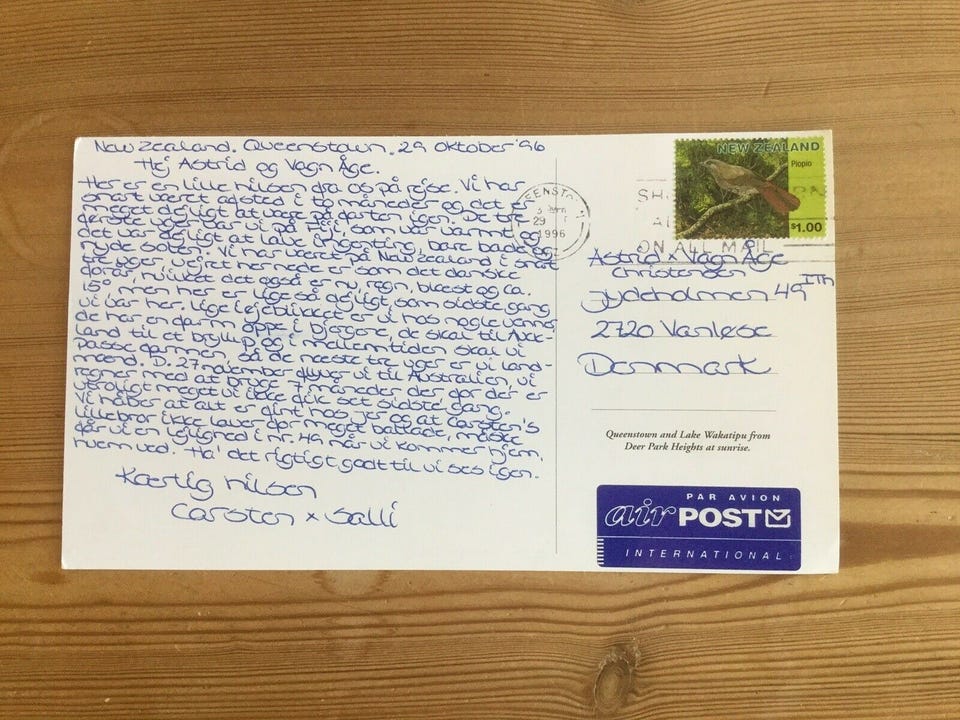 New Zealand. Queenstown. 29 Oktober '96
Hej Astrid og Vagn Åge.
Her er en lille hilsen fra os på rejse. Vi har
snart været afsted i to måneder og det er
meget dejligt at være på farten igen. De tre
første uger var vi på Fiji, som var varmt og
det var dejligt at lave ingenting, bare bade og
nyde solen. Vi har været på New Zealand i snart
tre uger. Vejret hernede er som det danske
forår, hvilket det også er nu, regn, blæst og ca.
15°, men her er lige så dejligt, som sidste gang
vi var her. Lige i øjeblikket er vi hos nogle venner,
de har en farm oppe i bjergene, de skal til Auck-
land til et bryllup og i mellemtiden skal vi
passe farmen, så de næste tre uger er vi land-
mænd. D. 27 november flyver vi til Australien, vi
regner med at bruge 7 måneder der for der er
utroligt meget vi ikke fik set sidste gang.
Vi håber at alt er fint hos jer og at Carsten's
lillebror ikke laver for meget ballade, måske
får vi en lejlighed i nr. 49 når vi kommer hjem,
hvem ved. Ha' det rigtigt godt til vi ses igen.
Kærlig hilsen
Carsten x Salli
NEW ZEALAND
Piopio
$1.00
29
1996
ON ALL MAIL
Astrid x Vagn Åge
Christensen
Jydeholmen 49 I TH
2720 Vanløse
Danmark
Queenstown and Lake Wakatipu from
Deer Park Heights at sunrise.
PAR AVION
air POST
INTERNATIONAL